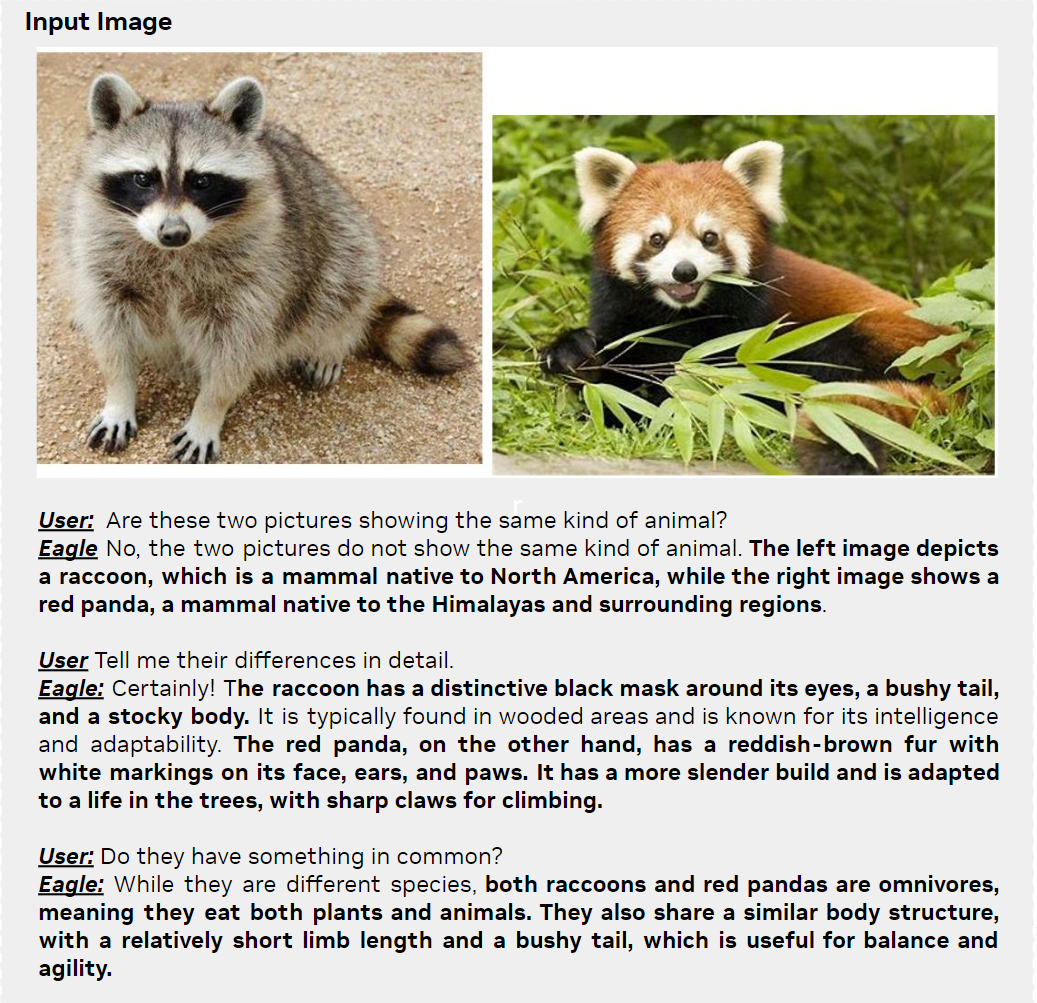 Input Image
r
User: Are these two pictures showing the same kind of animal?
Eagle No, the two pictures do not show the same kind of animal. The left image depicts
a raccoon, which is a mammal native to North America, while the right image shows a
red panda, a mammal native to the Himalayas and surrounding regions.
User Tell me their differences in detail.
Eagle: Certainly! The raccoon has a distinctive black mask around its eyes, a bushy tail,
and a stocky body. It is typically found in wooded areas and is known for its intelligence
and adaptability. The red panda, on the other hand, has a reddish-brown fur with
white markings on its face, ears, and paws. It has a more slender build and is adapted
to a life in the trees, with sharp claws for climbing.
User: Do they have something in common?
Eagle: While they are different species, both raccoons and red pandas are omnivores,
meaning they eat both plants and animals. They also share a similar body structure,
with a relatively short limb length and a bushy tail, which is useful for balance and
agility.